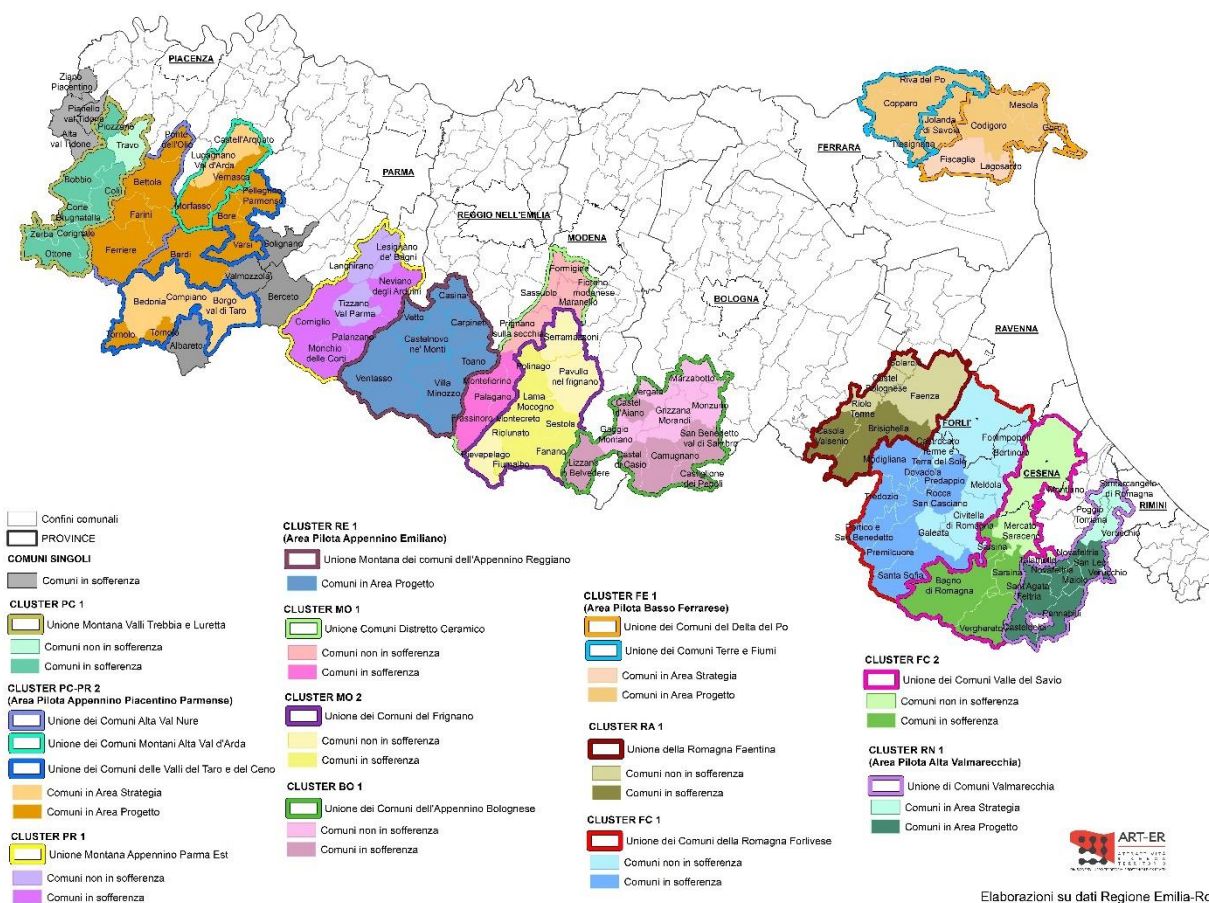 PIACENZA
Ziano
Piacentino
Pianello
val Tidone
Alta
val Tidone
Piozzano
Travo
Ponte
dell'Olio
Castell'Arquato
Lugagnano
Val d'Arda
Vernasca
Bobbio
Coli
Bettola
Pellegrino
Parmense
Corte
Brugnatella
Farini
Morfasso
Bore
Zerba
Ottone
Ferriere
Varsi
Bardi
Valmozzola
Berceto
Bedonia
Compiano
Borgo
val di Taro
Tornolo
Albareto
PARMA
REGGIO NELL'EMILIA
MODENA
BOLOGNA
FERRARA
RAVENNA
FORLI'
CESENA
RIMINI
Riva del Po
Copparo
Mesola
Jolanda
di Savoia
Codigoro
Goro
Fiscaglia
Lagosanto
Lesignano
de' Bagni
Langhirano
Neviano
degli Arduini
Tizzano
Val Parma
Corniglio
Palanzano
Monchio
delle Corti
Casina
Vetto
Carpineti
Castelnovo
ne' Monti
Toano
Ventasso
Villa
Minozzo
Formigine
Fiorano
modenese
Sassuolo
Maranello
Prignano
sulla secchia
Serramazzoni
Polinago
Pavullo
nel frignano
Montefiorino
Palagano
Lama
Mocogno
Frassinoro
Montecreto
Sestola
Riolunato
Pievepelago
Fiumalbo
Fanano
Marzabotto
Vergato
Castel
d'Aiano
Grizzana
Morandi
Monzuno
Gaggio
Montano
San Benedetto
val di Sambro
Lizzano
in Belvedere
Castel
di Casio
Camugnano
Castiglione
dei Pepoli
Solarolo
Castel
Bolognese
Riolo
Terme
Faenza
Casola
Valsenio
Brisighella
Forlimpopoli
Bertinoro
Castrocaro
Terme e
Terra del Sole
Modigliana
Dovadola
Predappio
Meldola
Tredozio
Rocca
San Casciano
Civitella
di Romagna
Portico e
San Benedetto
Galeata
Premilcuore
Santa Sofia
Montiano
Mercato
Saraceno
Sarsina
Bagno
di Romagna
Sarsina
Verghereto
Santarcangelo
di Romagna
Poggio
Torriana
Verucchio
Talamello
Novafeltria
Novafeltria
San Leo
Verucchio
Maiolo
Sant'Agata
Feltria
Pennabilli
Casteldelci
Confini comunali
PROVINCE
COMUNI SINGOLI
Comuni in sofferenza
CLUSTER PC 1
Unione Montana Valli Trebbia e Luretta
Comuni non in sofferenza
Comuni in sofferenza
CLUSTER PC-PR 2
(Area Pilota Appennino Piacentino Parmense)
Unione dei Comuni Alta Val Nure
Unione dei Comuni Montani Alta Val d'Arda
Unione dei Comuni delle Valli del Taro e del Ceno
Comuni in Area Strategia
Comuni in Area Progetto
CLUSTER PR 1
Unione Montana Appennino Parma Est
Comuni non in sofferenza
Comuni in sofferenza
CLUSTER RE 1
(Area Pilota Appennino Emiliano)
Unione Montana dei comuni dell'Appennino Reggiano
Comuni in Area Progetto
CLUSTER MO 1
Unione Comuni Distretto Ceramico
Comuni non in sofferenza
Comuni in sofferenza
CLUSTER MO 2
Unione dei Comuni del Frignano
Comuni non in sofferenza
Comuni in sofferenza
CLUSTER BO 1
Unione dei Comuni dell'Appennino Bolognese
Comuni non in sofferenza
Comuni in sofferenza
CLUSTER FE 1
(Area Pilota Basso Ferrarese)
Unione dei Comuni del Delta del Po
Unione dei Comuni Terre e Fiumi
Comuni in Area Strategia
Comuni in Area Progetto
CLUSTER RA 1
Unione della Romagna Faentina
Comuni non in sofferenza
Comuni in sofferenza
CLUSTER FC 1
Unione dei Comuni della Romagna Forlivese
Comuni non in sofferenza
Comuni in sofferenza
CLUSTER FC 2
Unione dei Comuni Valle del Savio
Comuni non in sofferenza
Comuni in sofferenza
CLUSTER RN 1
(Area Pilota Alta Valmarecchia)
Unione di Comuni Valmarecchia
Comuni in Area Strategia
Comuni in Area Progetto
ART-ER
ATTRATTIVITÀ
RICERCA
TERRITORIO
Elaborazioni su dati Regione Emilia-Ro